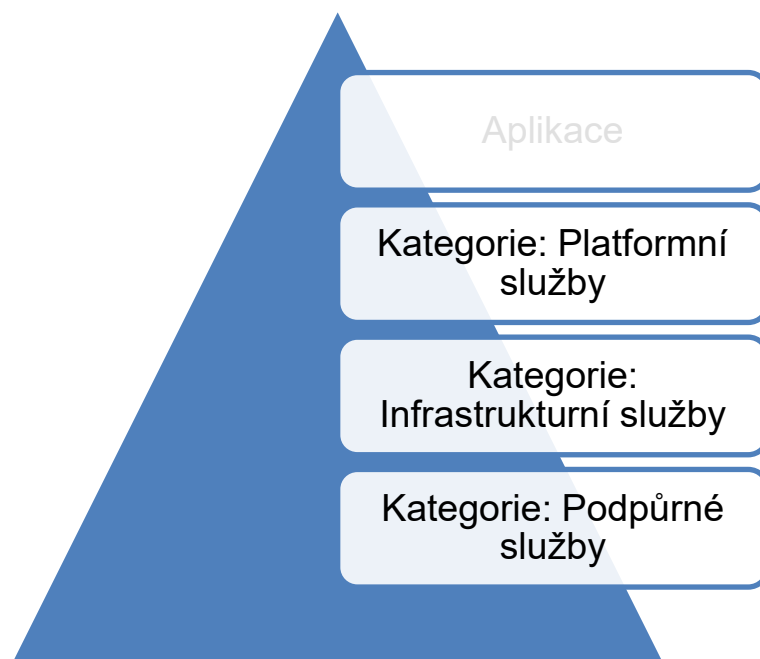 Aplikace
Kategorie: Platformní
služby
Kategorie:
Infrastrukturní služby
Kategorie: Podpůrné
služby